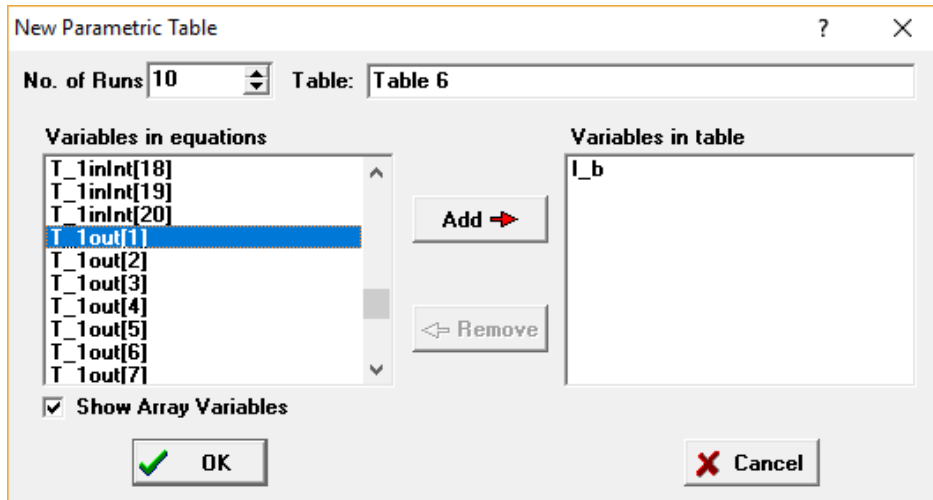 New Parametric Table ?
No. of Runs 10 Table: Table 6
Variables in equations
T_1inInt[18]
T_1inInt[19]
T_1inInt[20]
T_1out[1]
T_1out[2]
T_1out[3]
T_1out[4]
T_1out[5]
T_1out[6]
T_1out[7]
Show Array Variables
Add
Remove
Variables in table
I_b
OK
Cancel